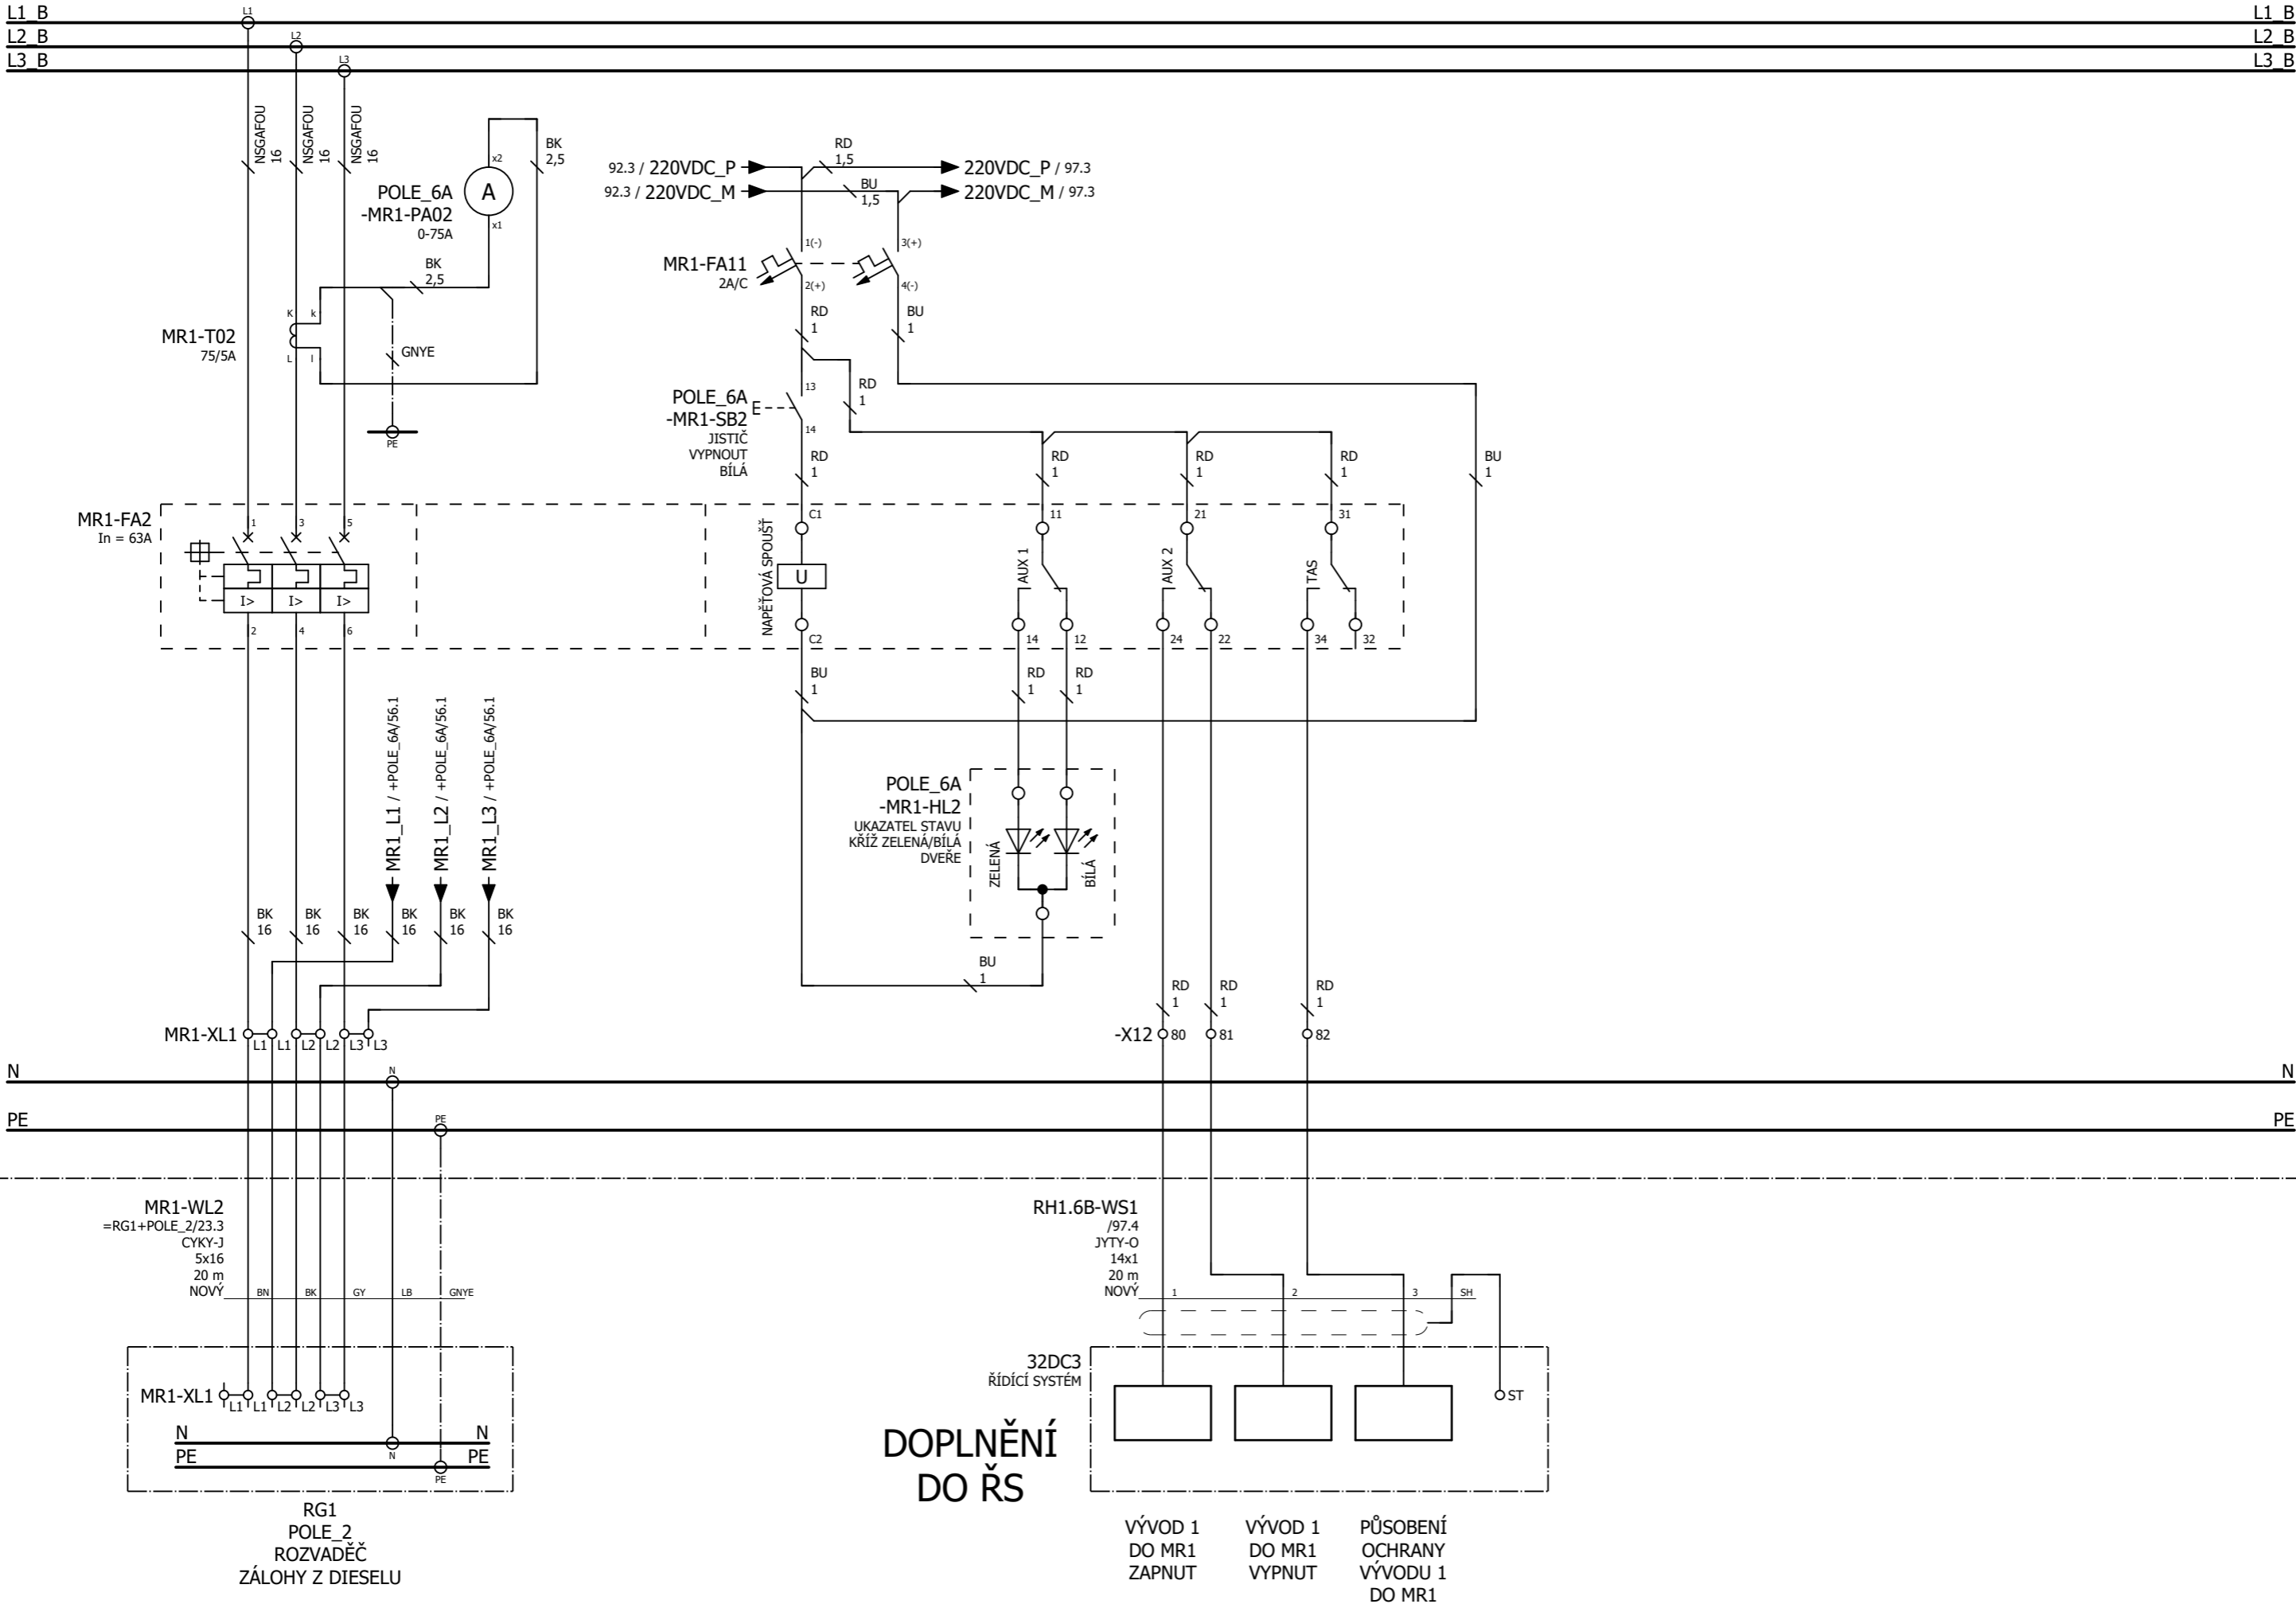 L1_B
L1
L1_B
L2_B
L2
L2_B
L3_B
L3
L3_B
NSGAFOU
16
NSGAFOU
16
NSGAFOU
16
x2
A
x1
BK
2,5
POLE_6A
-MR1-PA02
0-75A
BK
2,5
K
k
L
l
MR1-T02
75/5A
GNYE
PE
92.3 / 220VDC_P
RD
1,5
220VDC_P / 97.3
92.3 / 220VDC_M
BU
1,5
220VDC_M / 97.3
MR1-FA11
2A/C
1(-)
2(+)
3(+)
4(-)
RD
1
BU
1
13
RD
1
POLE_6A
-MR1-SB2
JISTIČ
VYPNOUT
BÍLÁ
E
14
RD
1
RD
1
RD
1
RD
1
BU
1
MR1-FA2
In = 63A
1
3
5
I>
I>
I>
2
4
6
NAPĚŤOVÁ SPOUŠŤ
C1
U
C2
AUX 1
11
14
12
AUX 2
21
24
22
TAS
31
34
32
BU
1
RD
1
RD
1
MR1_L1 / +POLE_6A/56.1
MR1_L2 / +POLE_6A/56.1
MR1_L3 / +POLE_6A/56.1
POLE_6A
-MR1-HL2
UKAZATEL STAVU
KŘÍŽ ZELENÁ/BÍLÁ
DVEŘE
ZELENÁ
BÍLÁ
BK
16
BK
16
BK
16
BK
16
BK
16
BK
16
BU
1
RD
1
RD
1
RD
1
MR1-XL1
L1
L1
L2
L2
L3
L3
-X12
80
81
82
N
N
N
PE
PE
PE
MR1-WL2
=RG1+POLE_2/23.3
CYKY-J
5x16
20 m
NOVÝ
BN
BK
GY
LB
GNYE
RH1.6B-WS1
/97.4
JYTY-O
14x1
20 m
NOVÝ
1
2
3
SH
MR1-XL1
L1
L1
L2
L2
L3
L3
N
N
N
PE
PE
PE
RG1
POLE_2
ROZVADĚČ
ZÁLOHY Z DIESELU
32DC3
ŘÍDÍCÍ SYSTÉM
ST
DOPLNĚNÍ
DO ŘS
VÝVOD 1
DO MR1
ZAPNUT
VÝVOD 1
DO MR1
VYPNUT
PŮSOBENÍ
OCHRANY
VÝVODU 1
DO MR1